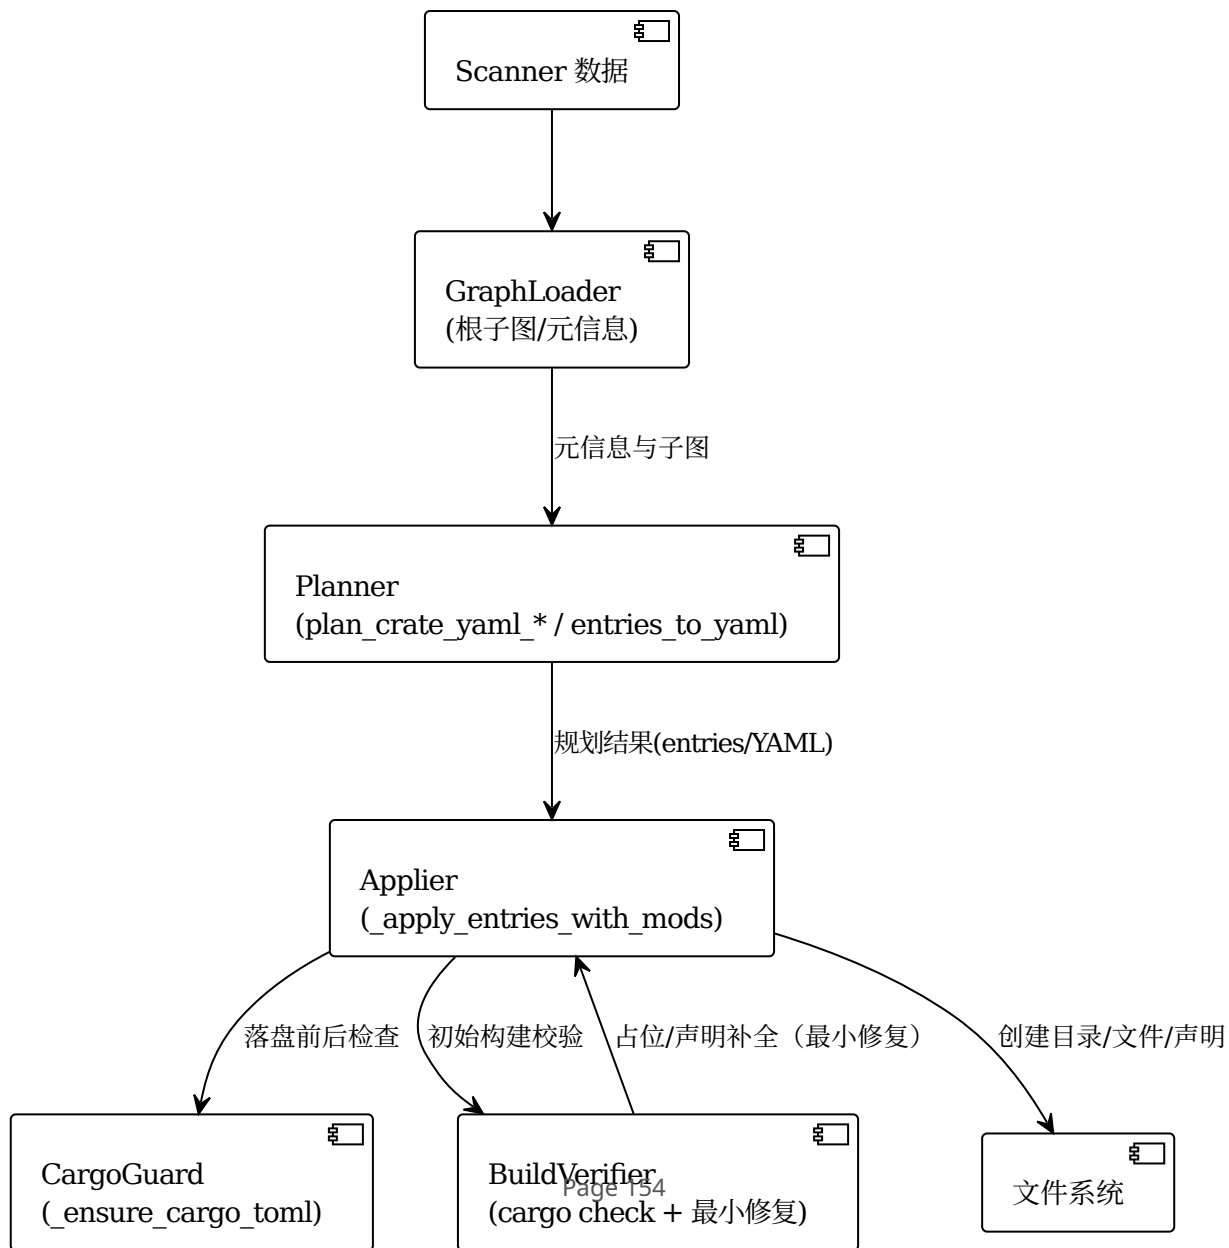 Scanner 数据
GraphLoader
(根子图/元信息)
元信息与子图
Planner
(plan_crate_yaml_* / entries_to_yaml)
规划结果(entries/YAML)
Applier
(_apply_entries_with_mods)
落盘前后检查
初始构建校验
占位/声明补全（最小修复）
创建目录/文件/声明
CargoGuard
(_ensure_cargo_toml)
BuildVerifier
(cargo check + 最小修复)
文件系统
Page 154